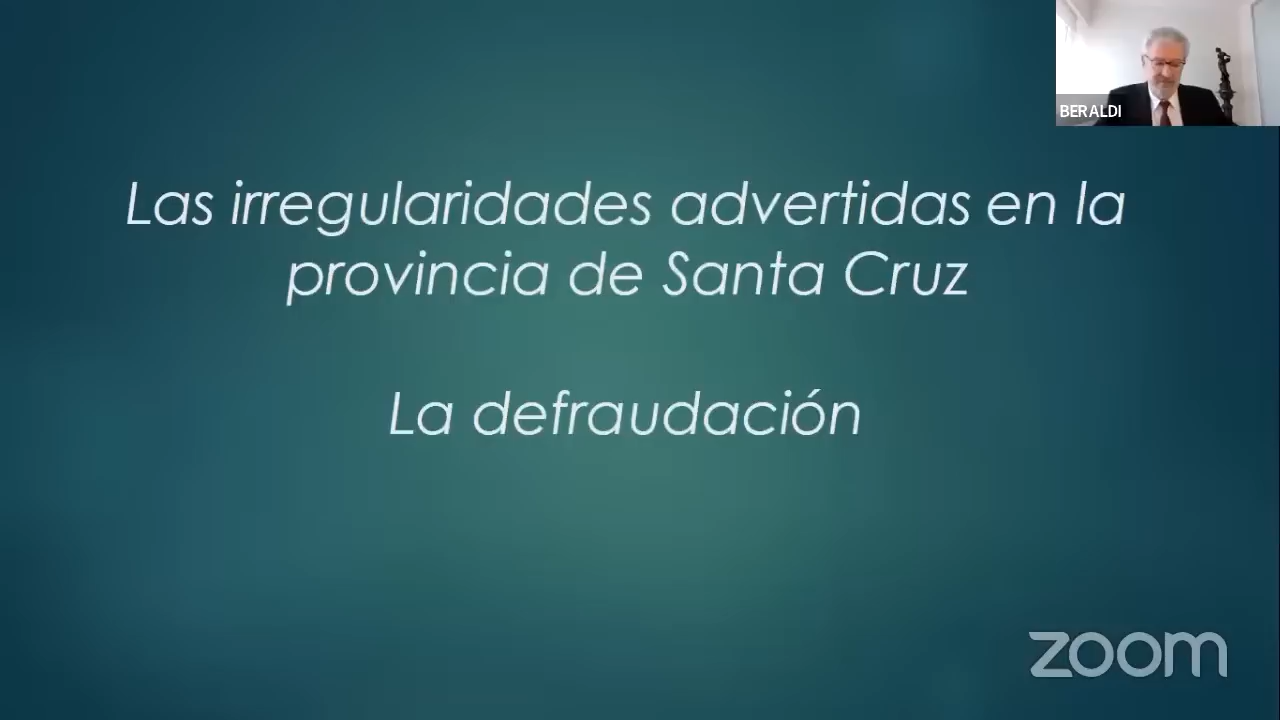 BERALDI
Las irregularidades advertidas en la
provincia de Santa Cruz
La defraudación
zoom